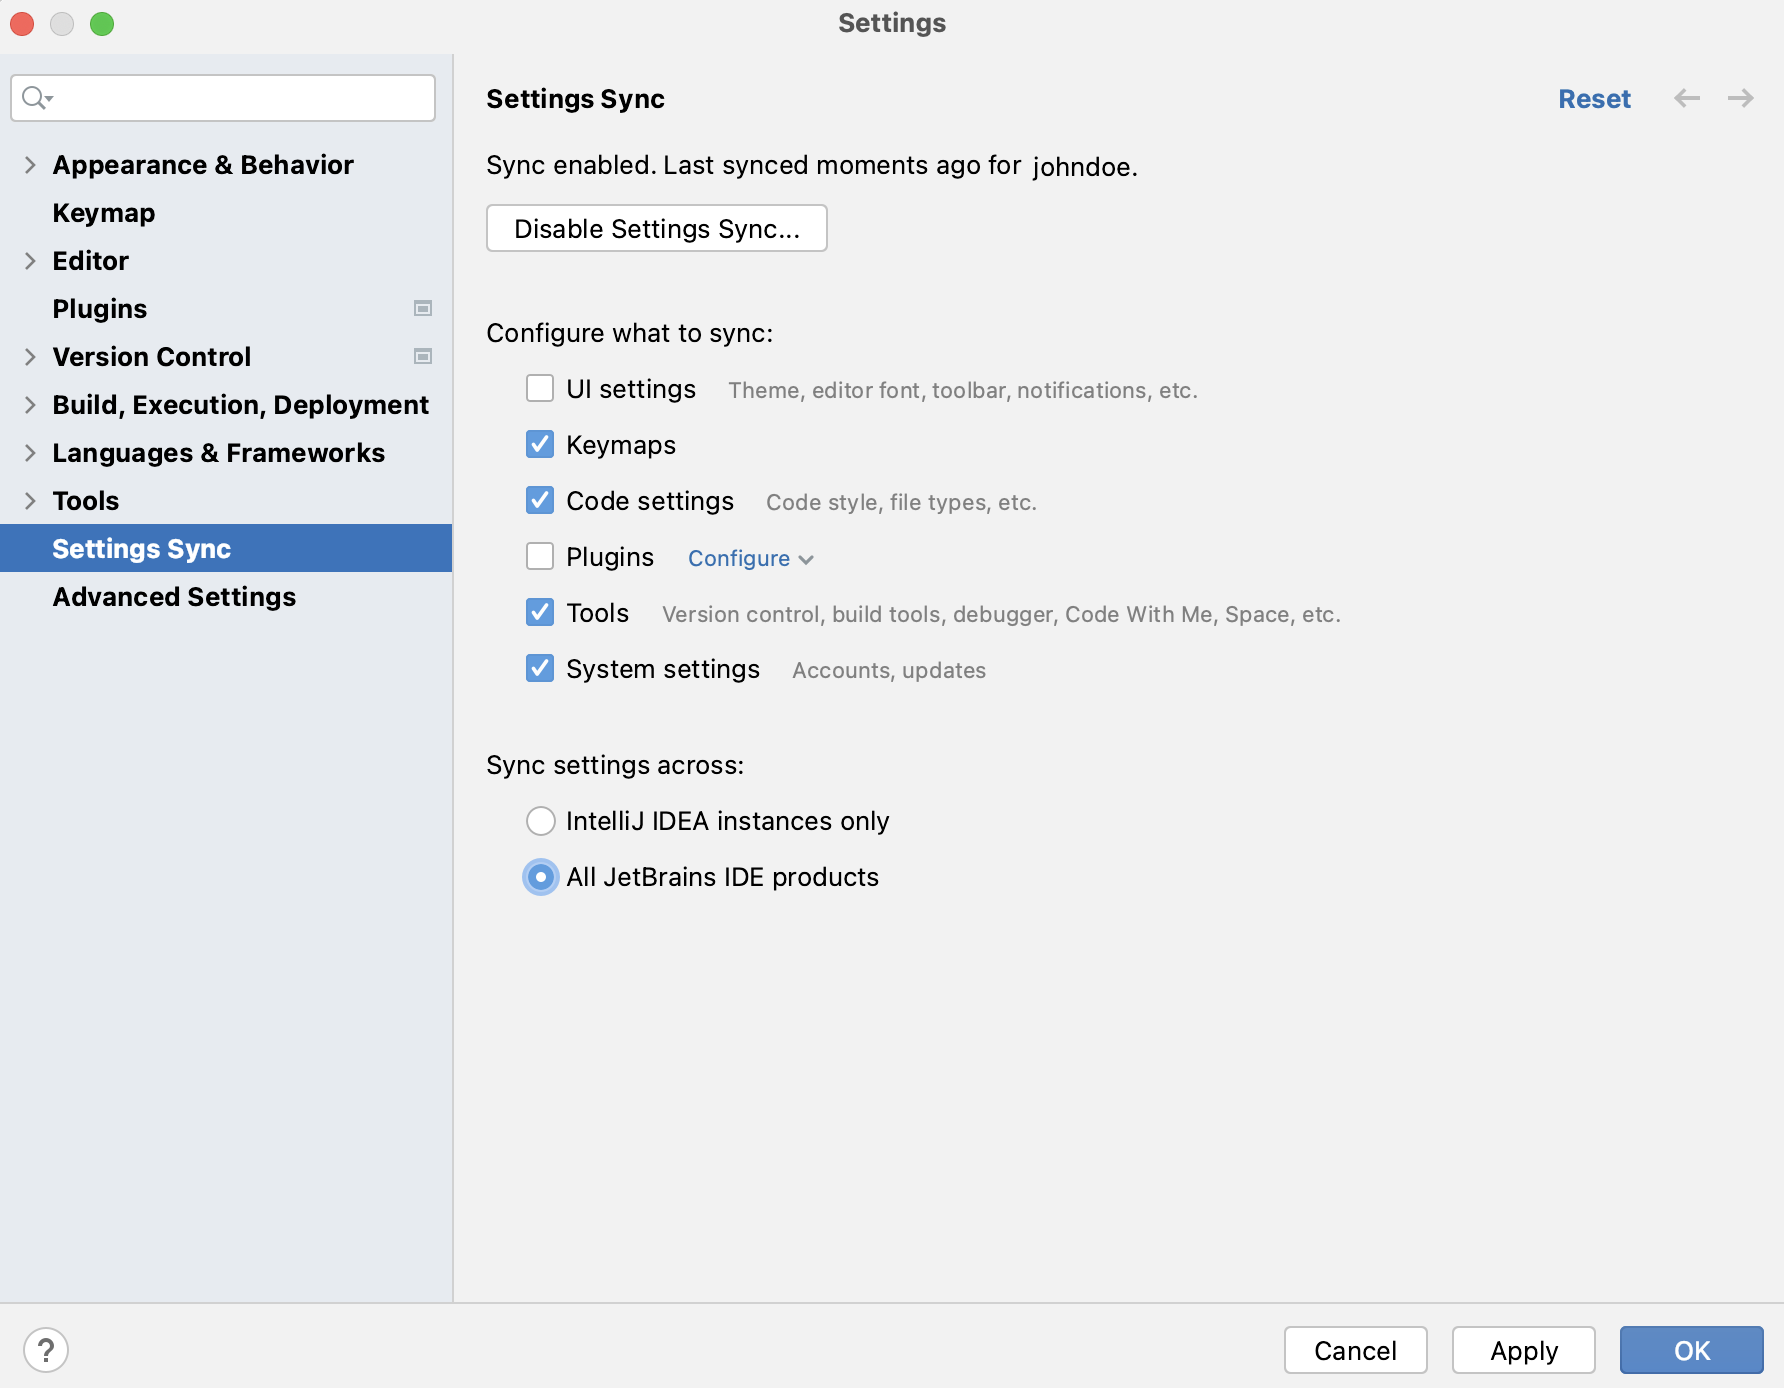 Settings
Appearance & Behavior
Keymap
Editor
Plugins
Version Control
Build, Execution, Deployment
Languages & Frameworks
Tools
Settings Sync
Advanced Settings
Settings Sync
Reset
Sync enabled. Last synced moments ago for johndoe.
Disable Settings Sync...
Configure what to sync:
UI settings Theme, editor font, toolbar, notifications, etc.
Keymaps
Code settings Code style, file types, etc.
Plugins Configure
Tools Version control, build tools, debugger, Code With Me, Space, etc.
System settings Accounts, updates
Sync settings across:
IntelliJ IDEA instances only
All JetBrains IDE products
?
Cancel
Apply
OK